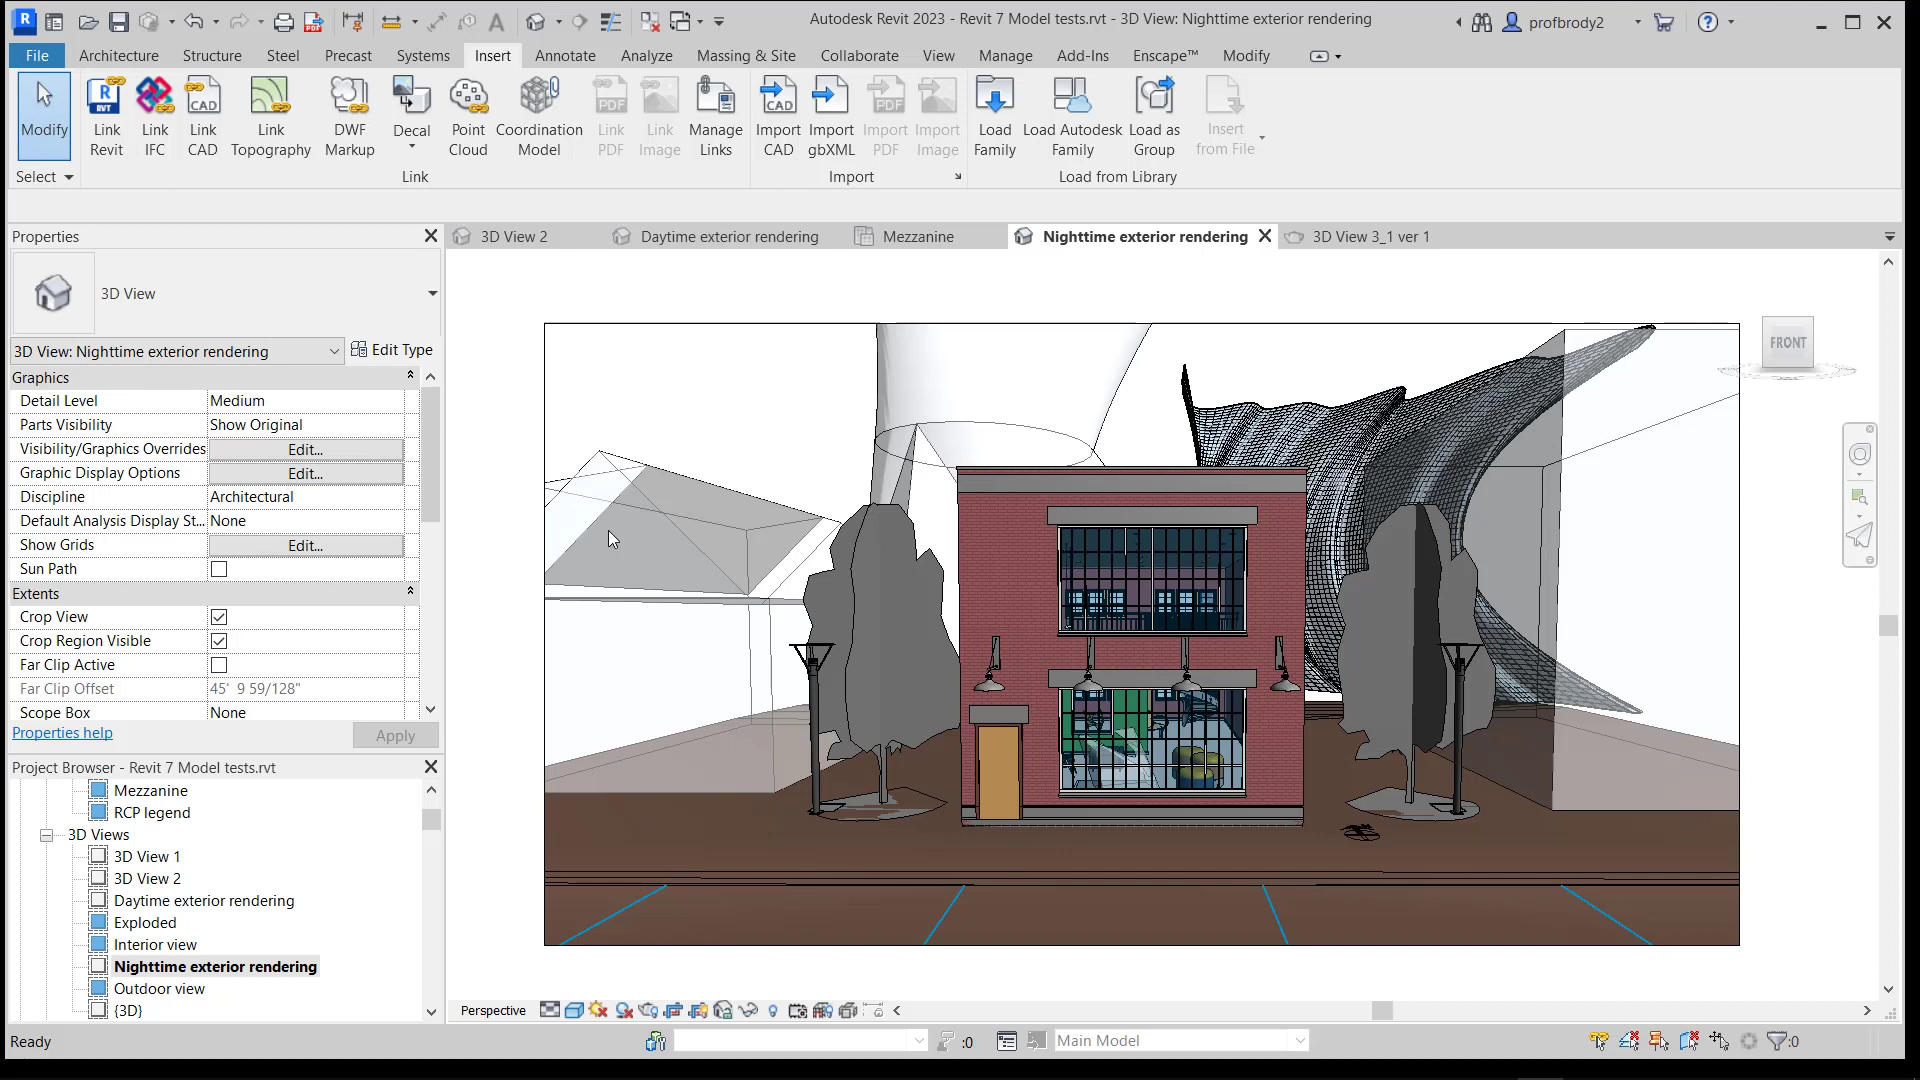 Autodesk Revit 2023 - Revit 7 Model tests.rvt - 3D View: Nighttime exterior rendering
profbrody2
File Architecture Structure Steel Precast Systems Insert Annotate Analyze Massing & Site Collaborate View Manage Add-Ins Enscape™ Modify
Modify
Link Revit
Link IFC
Link CAD
Link Topography
DWF Markup
Decal
Point Cloud
Coordination Model
Link PDF
Link Image
Manage Links
Import CAD
Import gbXML
Import PDF
Import Image
Load Family
Load Autodesk Family
Load as Group
Insert from File
Select
Link
Import
Load from Library
Properties
3D View 2
Daytime exterior rendering
Mezzanine
Nighttime exterior rendering
3D View 3_1 ver 1
3D View
3D View: Nighttime exterior rendering
Edit Type
Graphics
Detail Level Medium
Parts Visibility Show Original
Visibility/Graphics Overrides Edit...
Graphic Display Options Edit...
Discipline Architectural
Default Analysis Display St... None
Show Grids Edit...
Sun Path
Extents
Crop View
Crop Region Visible
Far Clip Active
Far Clip Offset 45' 9 59/128"
Scope Box None
Properties help
Apply
FRONT
Project Browser - Revit 7 Model tests.rvt
Mezzanine
RCP legend
3D Views
3D View 1
3D View 2
Daytime exterior rendering
Exploded
Interior view
Nighttime exterior rendering
Outdoor view
{3D}
Perspective
Ready
:0
Main Model
:0